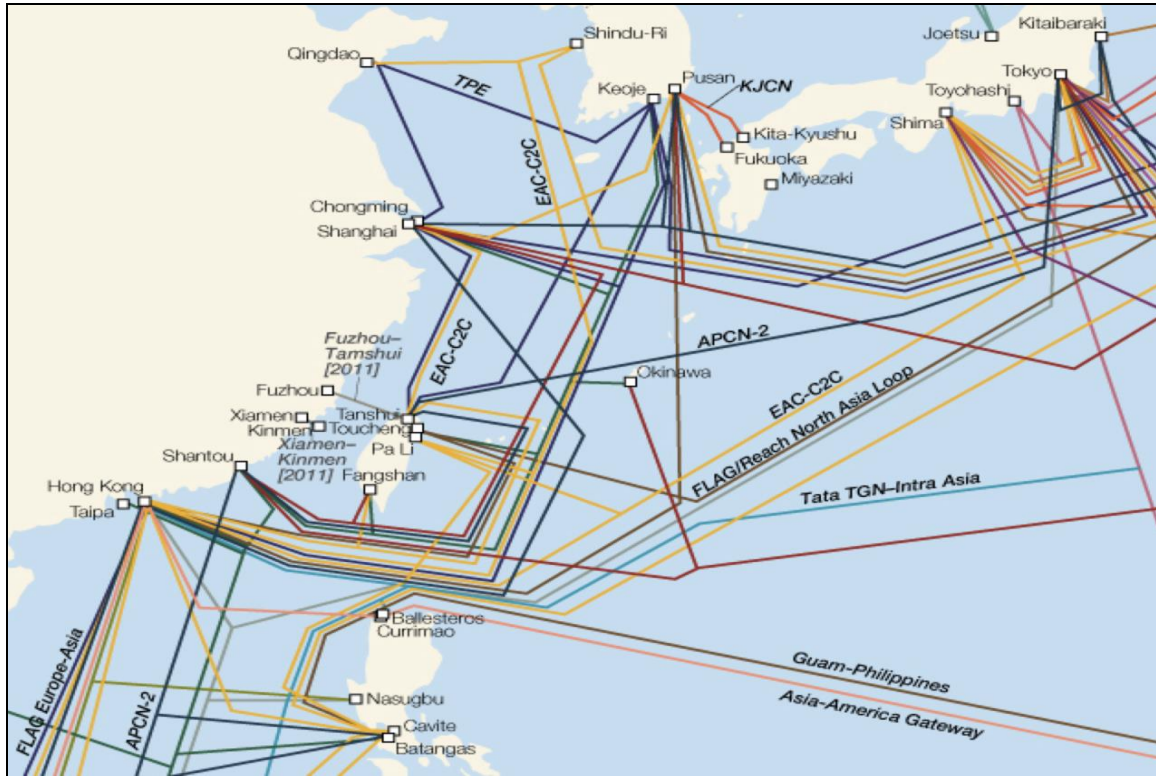 Shindu-Ri
Joetsu
Kitaibaraki
Qingdao
Tokyo
TPE
Keoje
Pusan
KJCN
Toyohashi
Shima
Kita-Kyushu
Fukuoka
EAC-C2C
Miyazaki
Chongming
Shanghai
EAC-C2C
APCN-2
Fuzhou–
Tamshui
[2011]
Okinawa
Fuzhou
EAC-C2C
Xiamen
Kinmen
Tanshui
Toucheng
Pa Li
FLAG/Reach North Asia Loop
Xiamen–
Kinmen
[2011]
Shantou
Fangshan
Hong Kong
Taipa
Tata TGN–Intra Asia
Ballesteros
Currimao
FLAG Europe-Asia
APCN-2
Guam-Philippines
Asia-America Gateway
Nasugbu
Cavite
Batangas